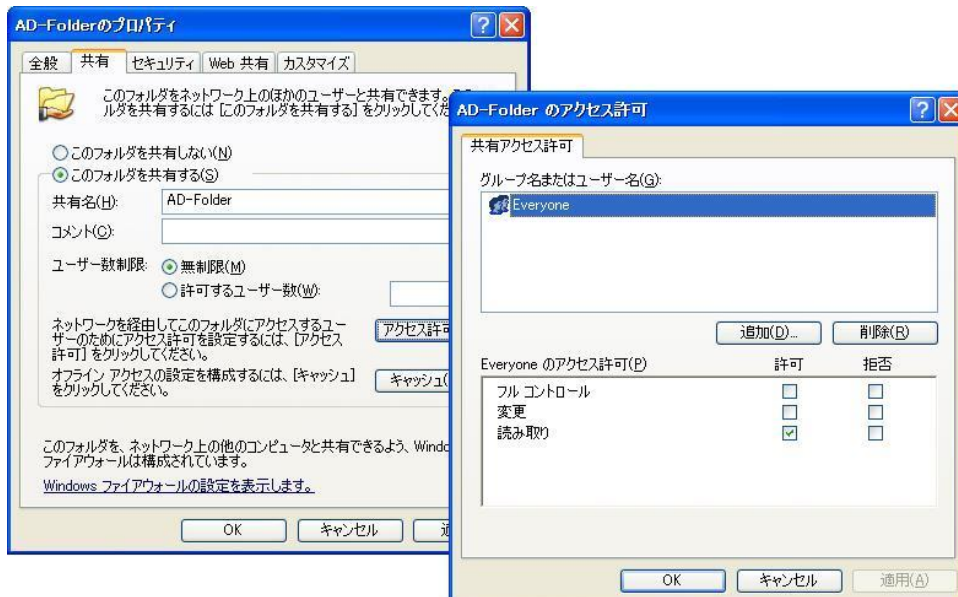 AD-Folderのプロパティ
全般 共有 セキュリティ Web 共有 カスタマイズ
このフォルダをネットワーク上のほかのユーザーと共有できます。
ルダを共有するには [このフォルダを共有する] をクリックしてくだ
このフォルダを共有しない(N)
このフォルダを共有する(S)
共有名(H): AD-Folder
コメント(C):
ユーザー数制限: 無制限(M)
許可するユーザー数(W):
ネットワークを経由してこのフォルダにアクセスするユー
ザーのためにアクセス許可を設定するには、[アクセス
許可] をクリックしてください。
アクセス許可
オフライン アクセスの設定を構成するには、[キャッシュ]
をクリックしてください。
キャッシュ(
このフォルダを、ネットワーク上の他のコンピュータと共有できるよう、Windo
ファイアウォールは構成されています。
Windows ファイアウォールの設定を表示します。
OK キャンセル
AD-Folder のアクセス許可
共有アクセス許可
グループ名またはユーザー名(G):
Everyone
追加(D)... 削除(R)
Everyone のアクセス許可(P) 許可 拒否
フル コントロール
変更
読み取り
OK キャンセル 適用(A)